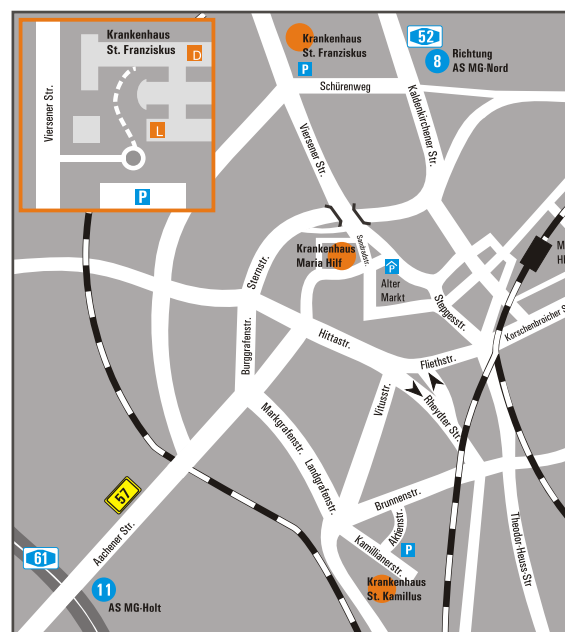 Krankenhaus
St. Franziskus
D
Viersener Str.
L
P
Krankenhaus
St. Franziskus
P
52
8
Richtung
AS MG-Nord
Schürenweg
Kaldenkirchener Str.
Viersener Str.
Sandradstr.
Krankenhaus
Maria Hilf
P
Alter
Markt
M
H
Sternstr.
Stepgesstr.
Korschenbroicher S
Burggrafenstr.
Hittastr.
Fliethstr.
Vitusstr.
Rheydter Str.
Markgrafenstr.
Landgrafenstr.
Brunnenstr.
Aktienstr.
Kamillianerstr.
P
Krankenhaus
St. Kamillus
Theodor-Heuss-Str
57
Aachener Str.
61
11
AS MG-Holt